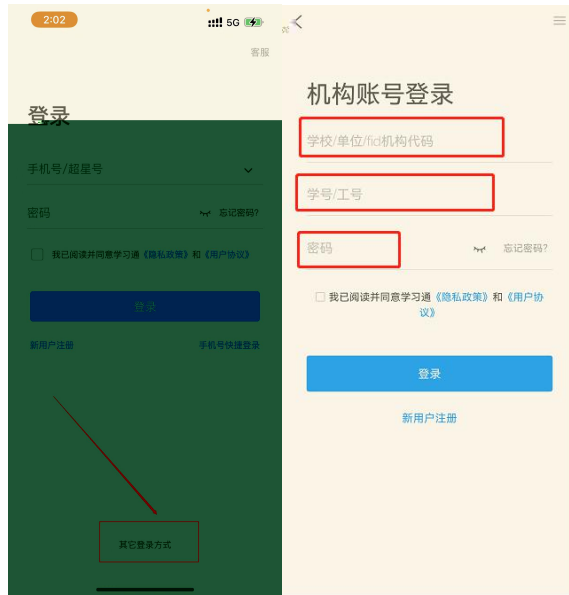 2:02
5G
客服
登录
手机号/超星号
密码
忘记密码?
我已阅读并同意学习通《隐私政策》和《用户协议》
登录
新用户注册
手机号快捷登录
其它登录方式
机构账号登录
学校/单位/fid机构代码
学号/工号
密码
忘记密码?
我已阅读并同意学习通《隐私政策》和《用户协
议》
登录
新用户注册